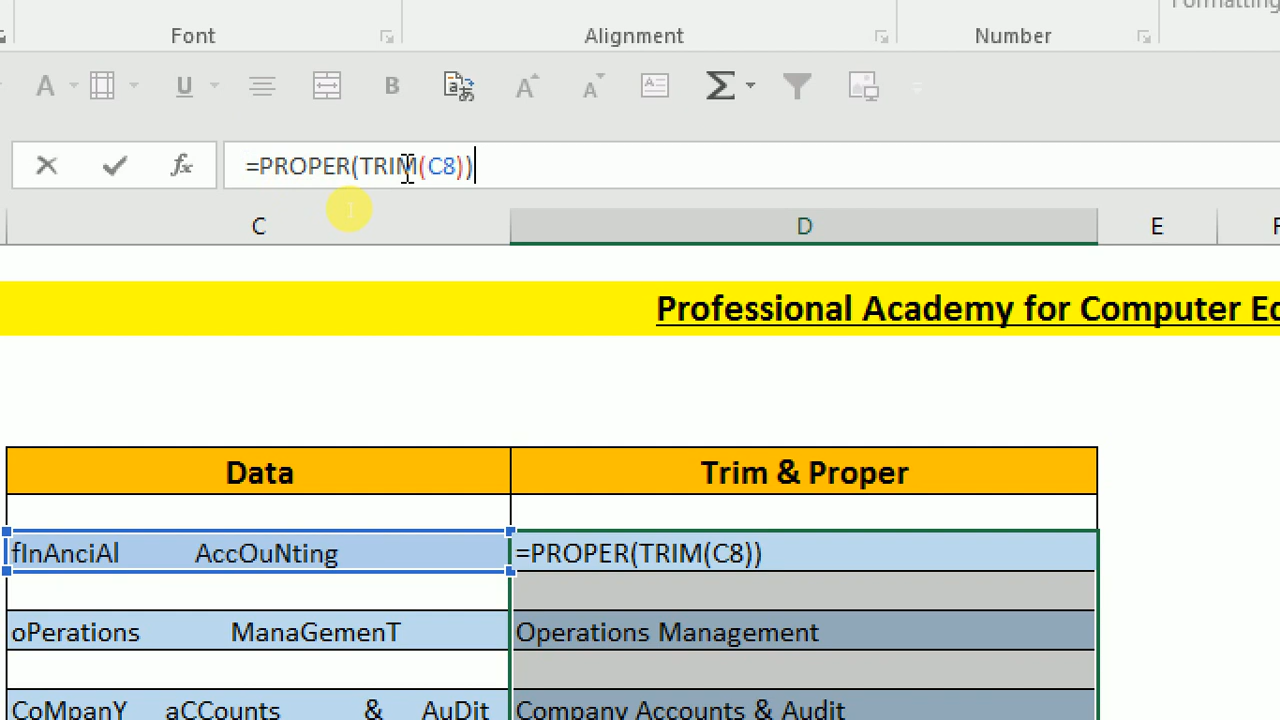 Formatting
Font Alignment Number
=PROPER(TRIM(C8))
C D E
Professional Academy for Computer
Data Trim & Proper
fInAnciAl AccOuNting =PROPER(TRIM(C8))
oPerations ManaGemenT Operations Management
CoMpanY aCCounts & AuDit Company Accounts & Audit